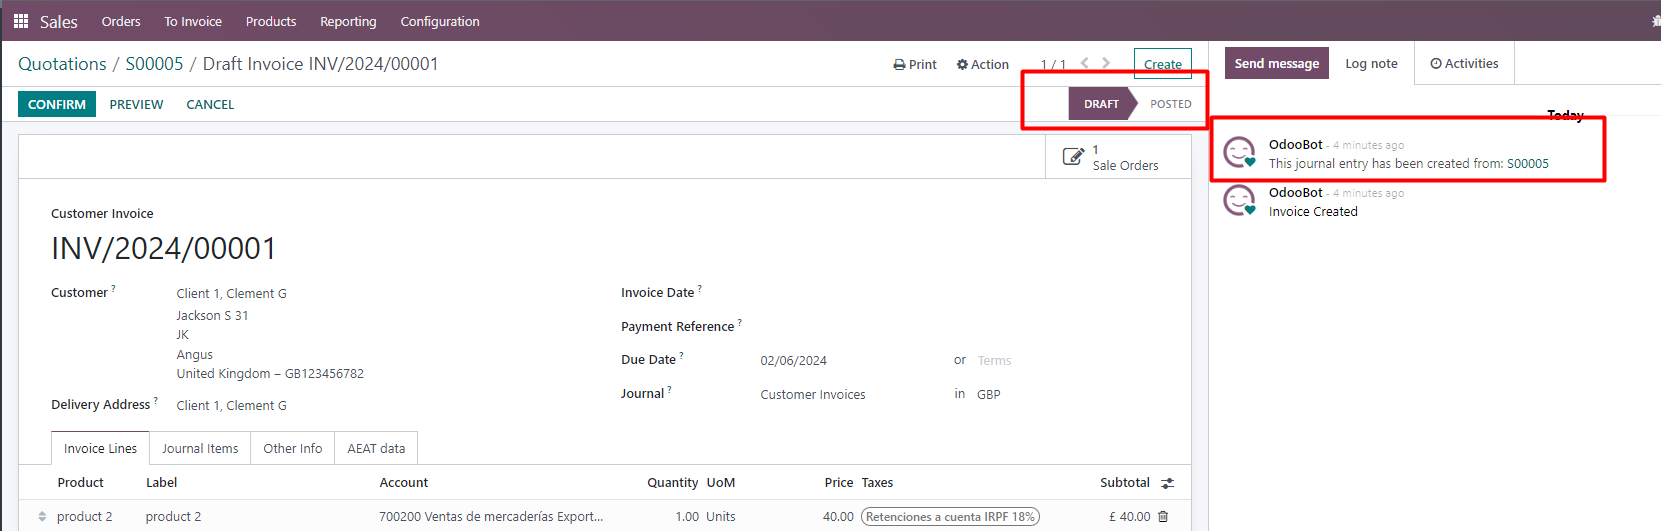 Sales Orders To Invoice Products Reporting Configuration
Quotations / S00005 / Draft Invoice INV/2024/00001
Print Action 1 / 1 Create
CONFIRM PREVIEW CANCEL
DRAFT POSTED
1
Sale Orders
Customer Invoice
INV/2024/00001
Customer ? Client 1, Clement G
Jackson S 31
JK
Angus
United Kingdom – GB123456782
Delivery Address ? Client 1, Clement G
Invoice Date ?
Payment Reference ?
Due Date ? 02/06/2024 or Terms
Journal ? Customer Invoices in GBP
Invoice Lines Journal Items Other Info AEAT data
Product Label Account Quantity UoM Price Taxes Subtotal
product 2 product 2 700200 Ventas de mercaderías Export... 1.00 Units 40.00 Retenciones a cuenta IRPF 18% £ 40.00
Send message Log note Activities
Today
OdooBot - 4 minutes ago
This journal entry has been created from: S00005
OdooBot - 4 minutes ago
Invoice Created